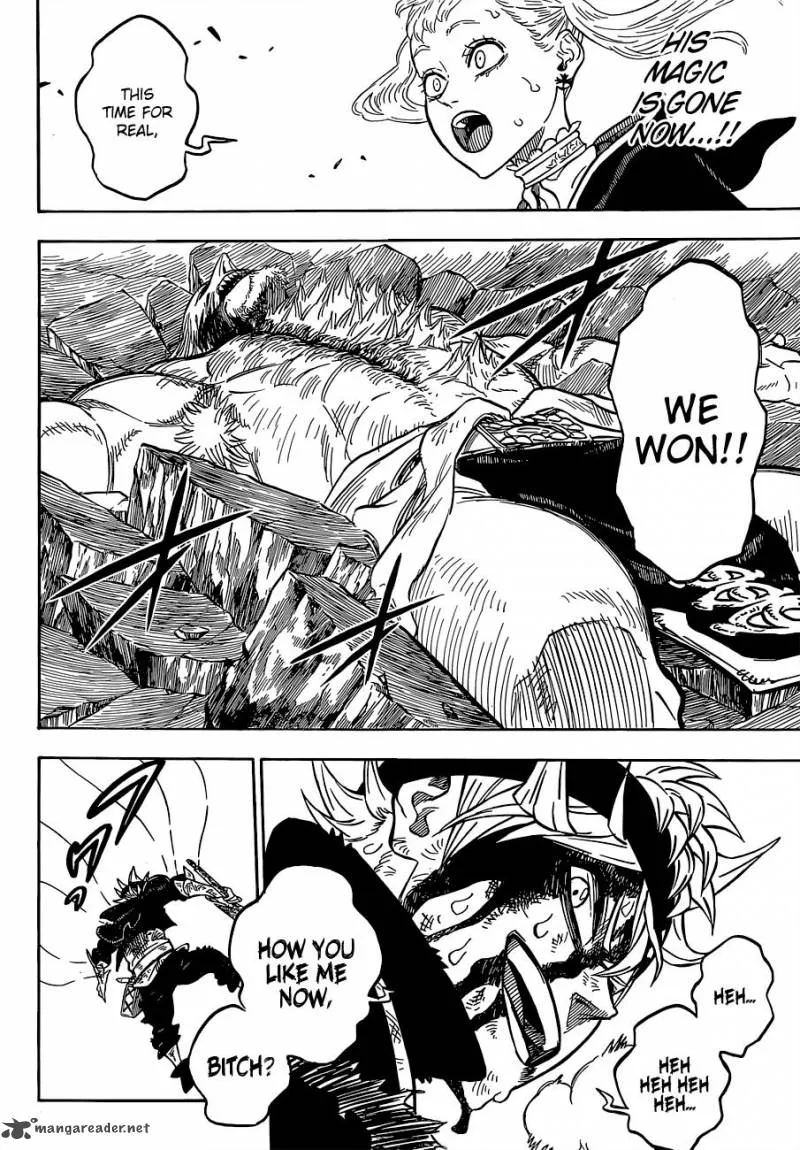 HIS
MAGIC
IS GONE
NOW...!!
THIS
TIME FOR
REAL,
WE
WON!!
HOW YOU
LIKE ME
NOW,
BITCH?
HEH...
HEH
HEH HEH
HEH...
mangareader.net